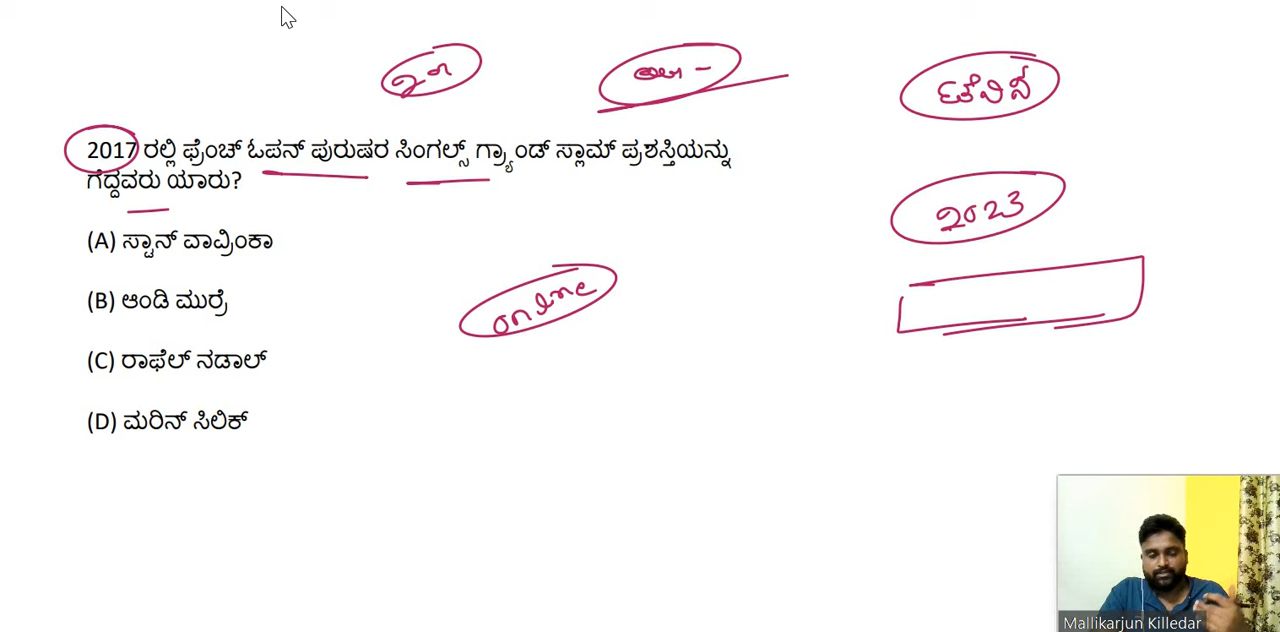 2017 ರಲ್ಲಿ ಫ್ರೆಂಚ್ ಓಪನ್ ಪುರುಷರ ಸಿಂಗಲ್ಸ್ ಗ್ರ್ಯಾಂಡ್ ಸ್ಲಾಮ್ ಪ್ರಶಸ್ತಿಯನ್ನು
ಗೆದ್ದವರು ಯಾರು?
(A) ಸ್ಟಾನ್ ವಾವ್ರಿಂಕಾ
2023
(B) ಆಂಡಿ ಮುರ್ರೆ
online
(C) ರಾಫೆಲ್ ನಡಾಲ್
(D) ಮರಿನ್ ಸಿಲಿಕ್
Mallikarjun Killedar